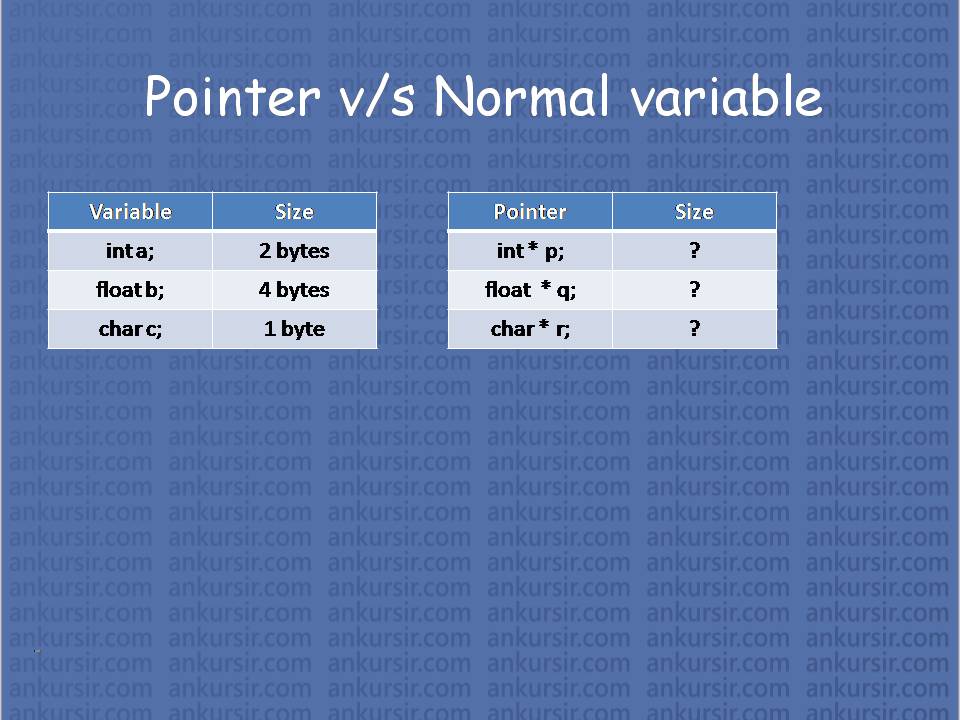 Pointer v/s Normal variable
Variable Size
int a; 2 bytes
float b; 4 bytes
char c; 1 byte
Pointer Size
int * p; ?
float * q; ?
char * r; ?
ankursir.com